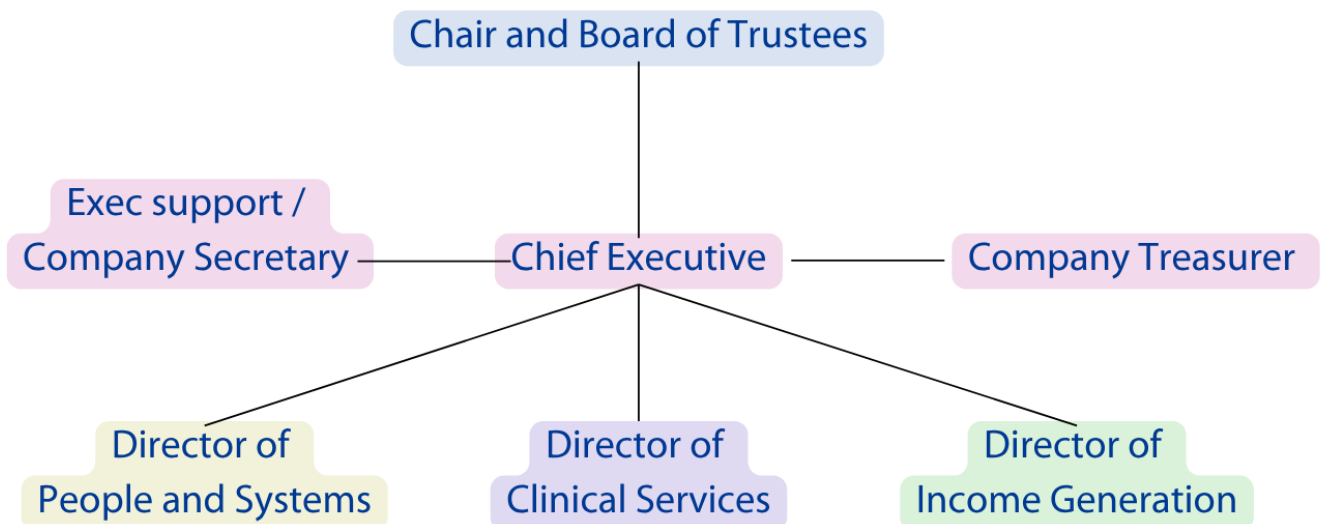 Chair and Board of Trustees
Exec support /
Company Secretary
Chief Executive
Company Treasurer
Director of
People and Systems
Director of
Clinical Services
Director of
Income Generation